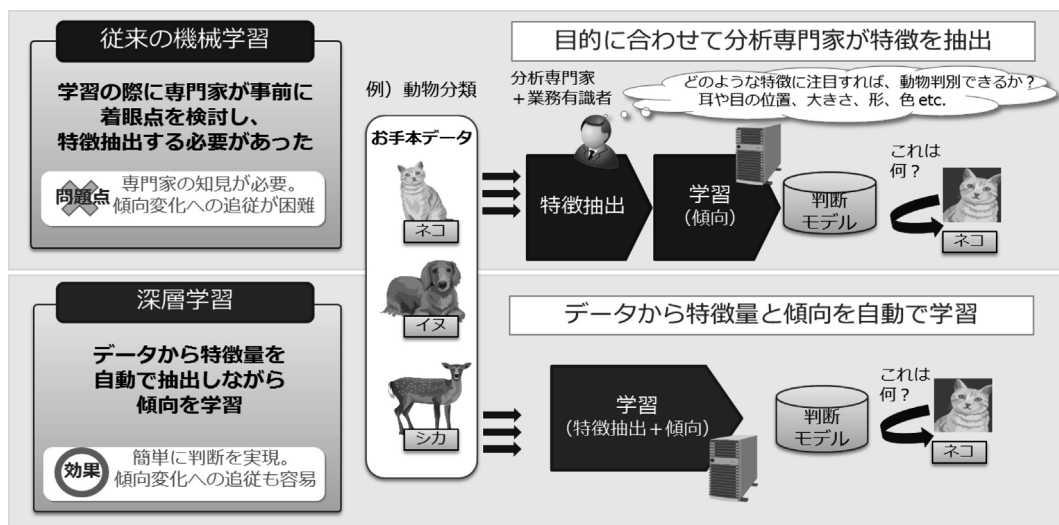 従来の機械学習
学習の際に専門家が事前に
着眼点を検討し、
特徴抽出する必要があった
問題点
専門家の知見が必要。
傾向変化への追従が困難
例）動物分類
お手本データ
ネコ
イヌ
シカ
目的に合わせて分析専門家が特徴を抽出
分析専門家
＋業務有識者
どのような特徴に注目すれば、動物判別できるか？
耳や目の位置、大きさ、形、色 etc.
特徴抽出
学習
（傾向）
判断
モデル
これは
何？
ネコ
深層学習
データから特徴量を
自動で抽出しながら
傾向を学習
効果
簡単に判断を実現。
傾向変化への追従も容易
データから特徴量と傾向を自動で学習
学習
（特徴抽出＋傾向）
判断
モデル
これは
何？
ネコ